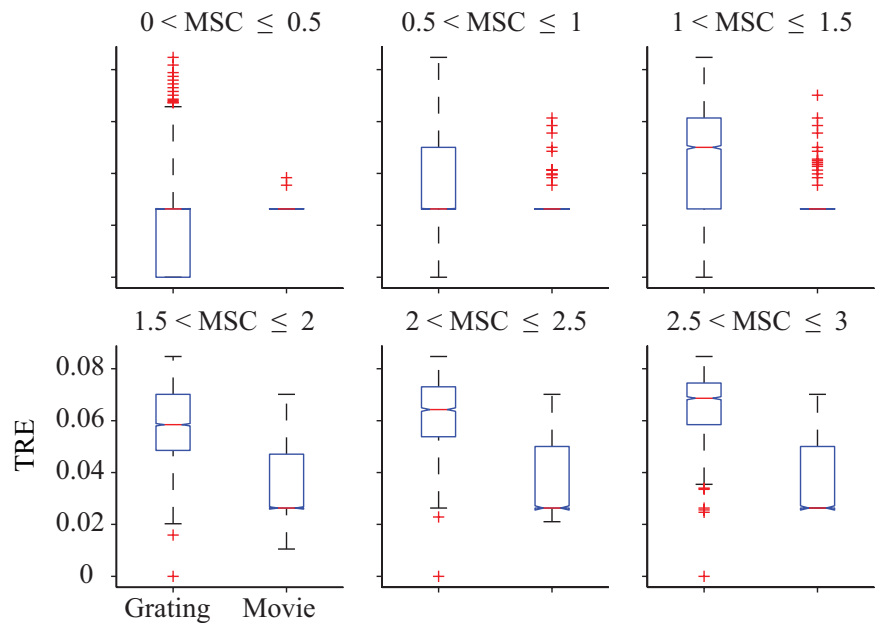 0 < MSC ≤ 0.5
0.5 < MSC ≤ 1
1 < MSC ≤ 1.5
1.5 < MSC ≤ 2
2 < MSC ≤ 2.5
2.5 < MSC ≤ 3
TRE
0.08
0.06
0.04
0.02
0
Grating
Movie